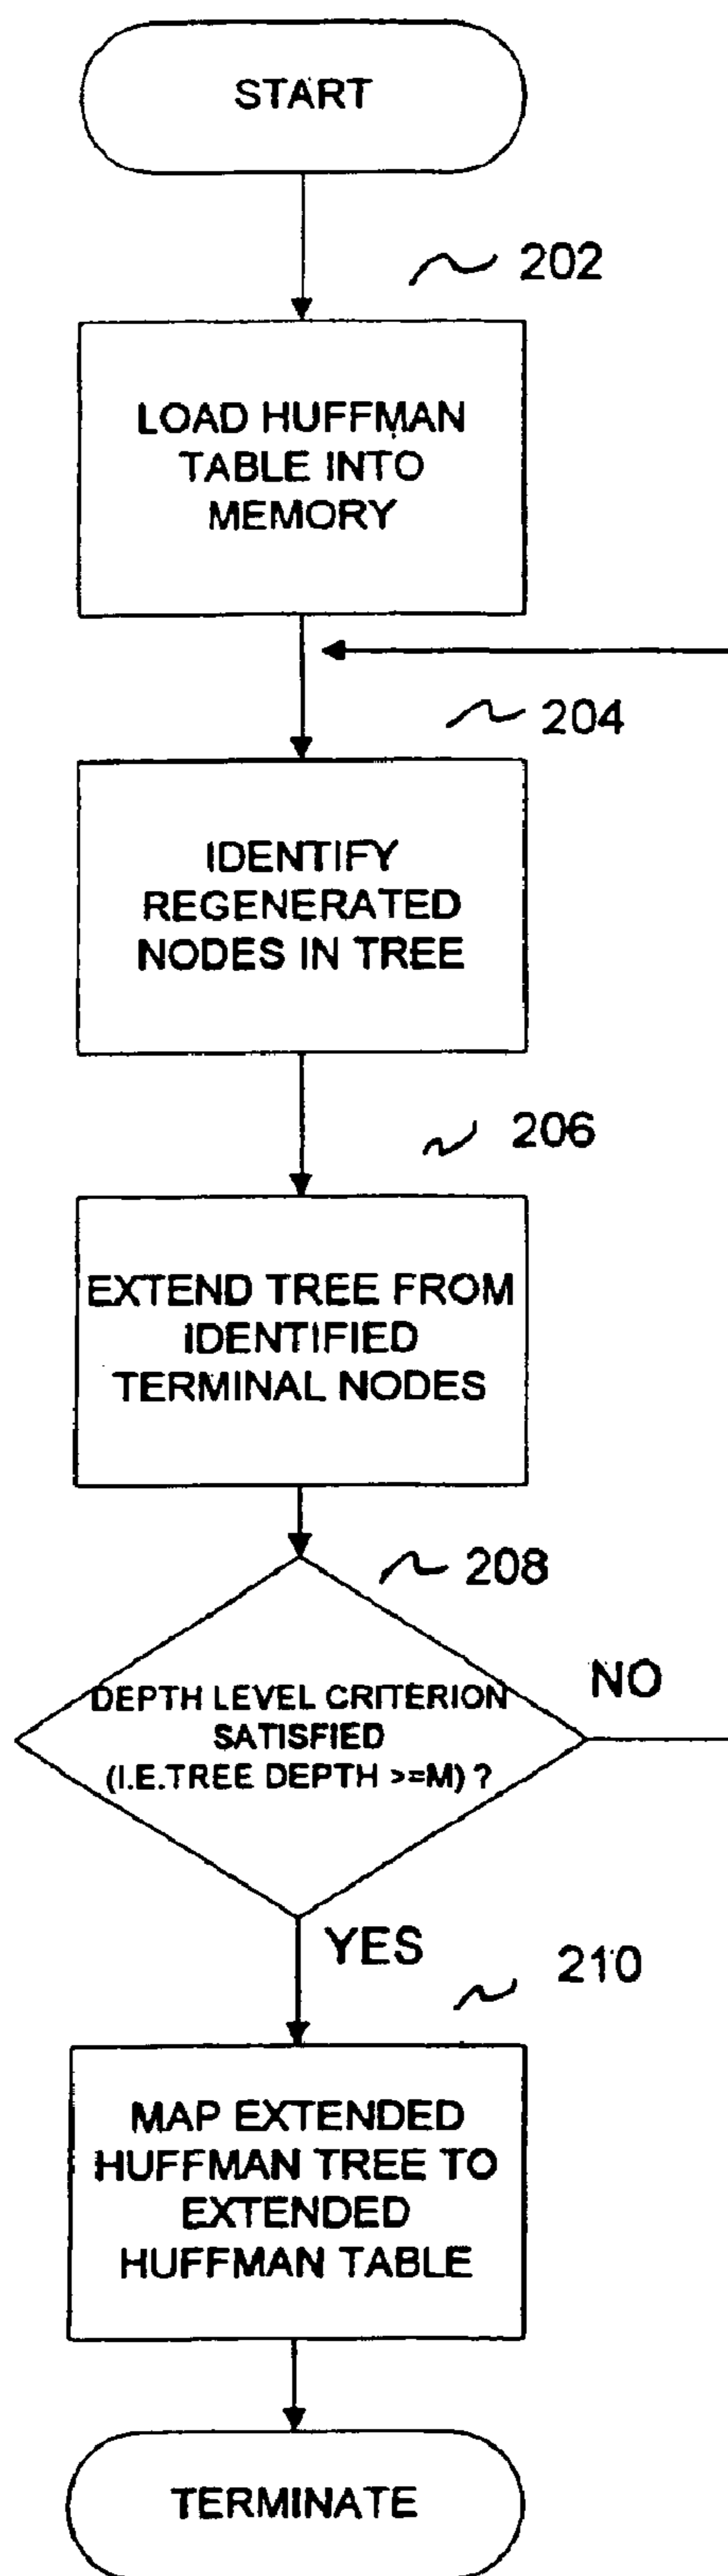 START
202
LOAD HUFFMAN
TABLE INTO
MEMORY
204
IDENTIFY
REGENERATED
NODES IN TREE
206
EXTEND TREE FROM
IDENTIFIED
TERMINAL NODES
208
DEPTH LEVEL CRITERION
SATISFIED
(I.E.TREE DEPTH >=M) ?
NO
YES
210
MAP EXTENDED
HUFFMAN TREE TO
EXTENDED
HUFFMAN TABLE
TERMINATE